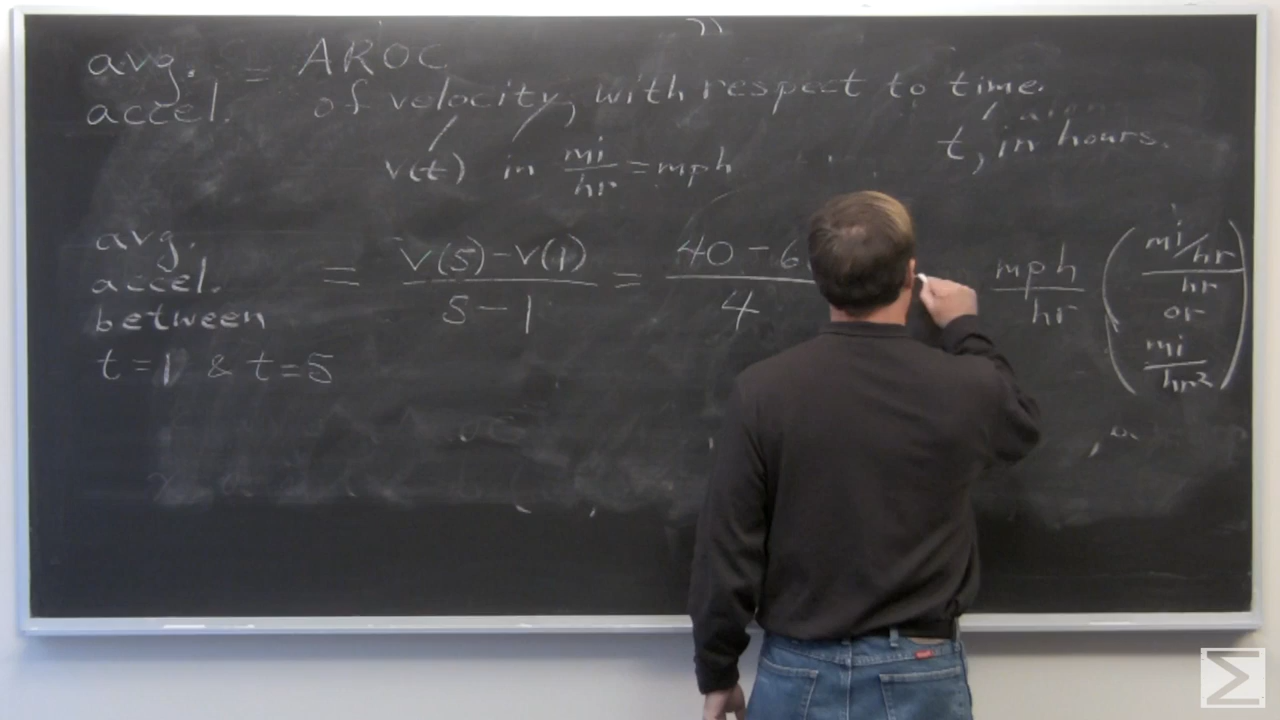 avg. = AROC
accel. of velocity, with respect to time.
v(t) in mi/hr = mph
t, in hours.
avg.
accel.
between
t=1 & t=5
= (v(5)-v(1))/(5-1) = (40-6)/4
mph/hr
(mi/hr/hr
or
mi/hr²)
Σ